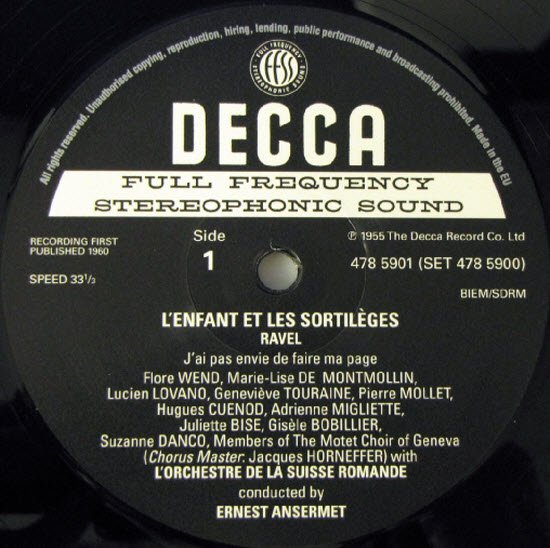 All rights reserved. Unauthorised copying, reproduction, hiring, lending, public performance and broadcasting prohibited. Made in the EU
FULL FREQUENCY
ffss
STEREOPHONIC SOUND
DECCA
FULL FREQUENCY
STEREOPHONIC SOUND
RECORDING FIRST
PUBLISHED 1960
SPEED 33⅓
Side
1
℗ 1955 The Decca Record Co. Ltd
478 5901 (SET 478 5900)
BIEM/SDRM
L'ENFANT ET LES SORTILÈGES
RAVEL
J'ai pas envie de faire ma page
Flore WEND, Marie-Lise DE MONTMOLLIN,
Lucien LOVANO, Geneviève TOURAINE, Pierre MOLLET,
Hugues CUENOD, Adrienne MIGLIETTE,
Juliette BISE, Gisèle BOBILLIER,
Suzanne DANCO, Members of The Motet Choir of Geneva
(Chorus Master: Jacques HORNEFFER) with
L'ORCHESTRE DE LA SUISSE ROMANDE
conducted by
ERNEST ANSERMET